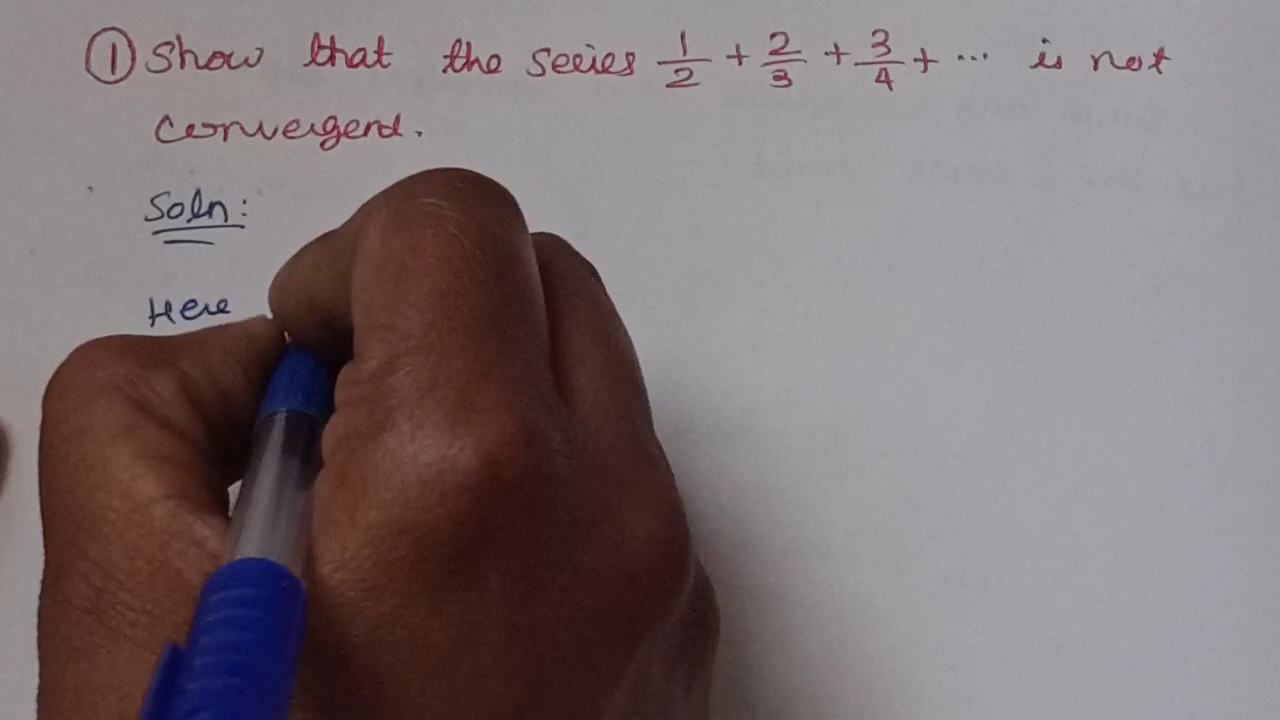 ① Show that the series 1/2 + 2/3 + 3/4 + ... is not
convergent.
Soln:
Here